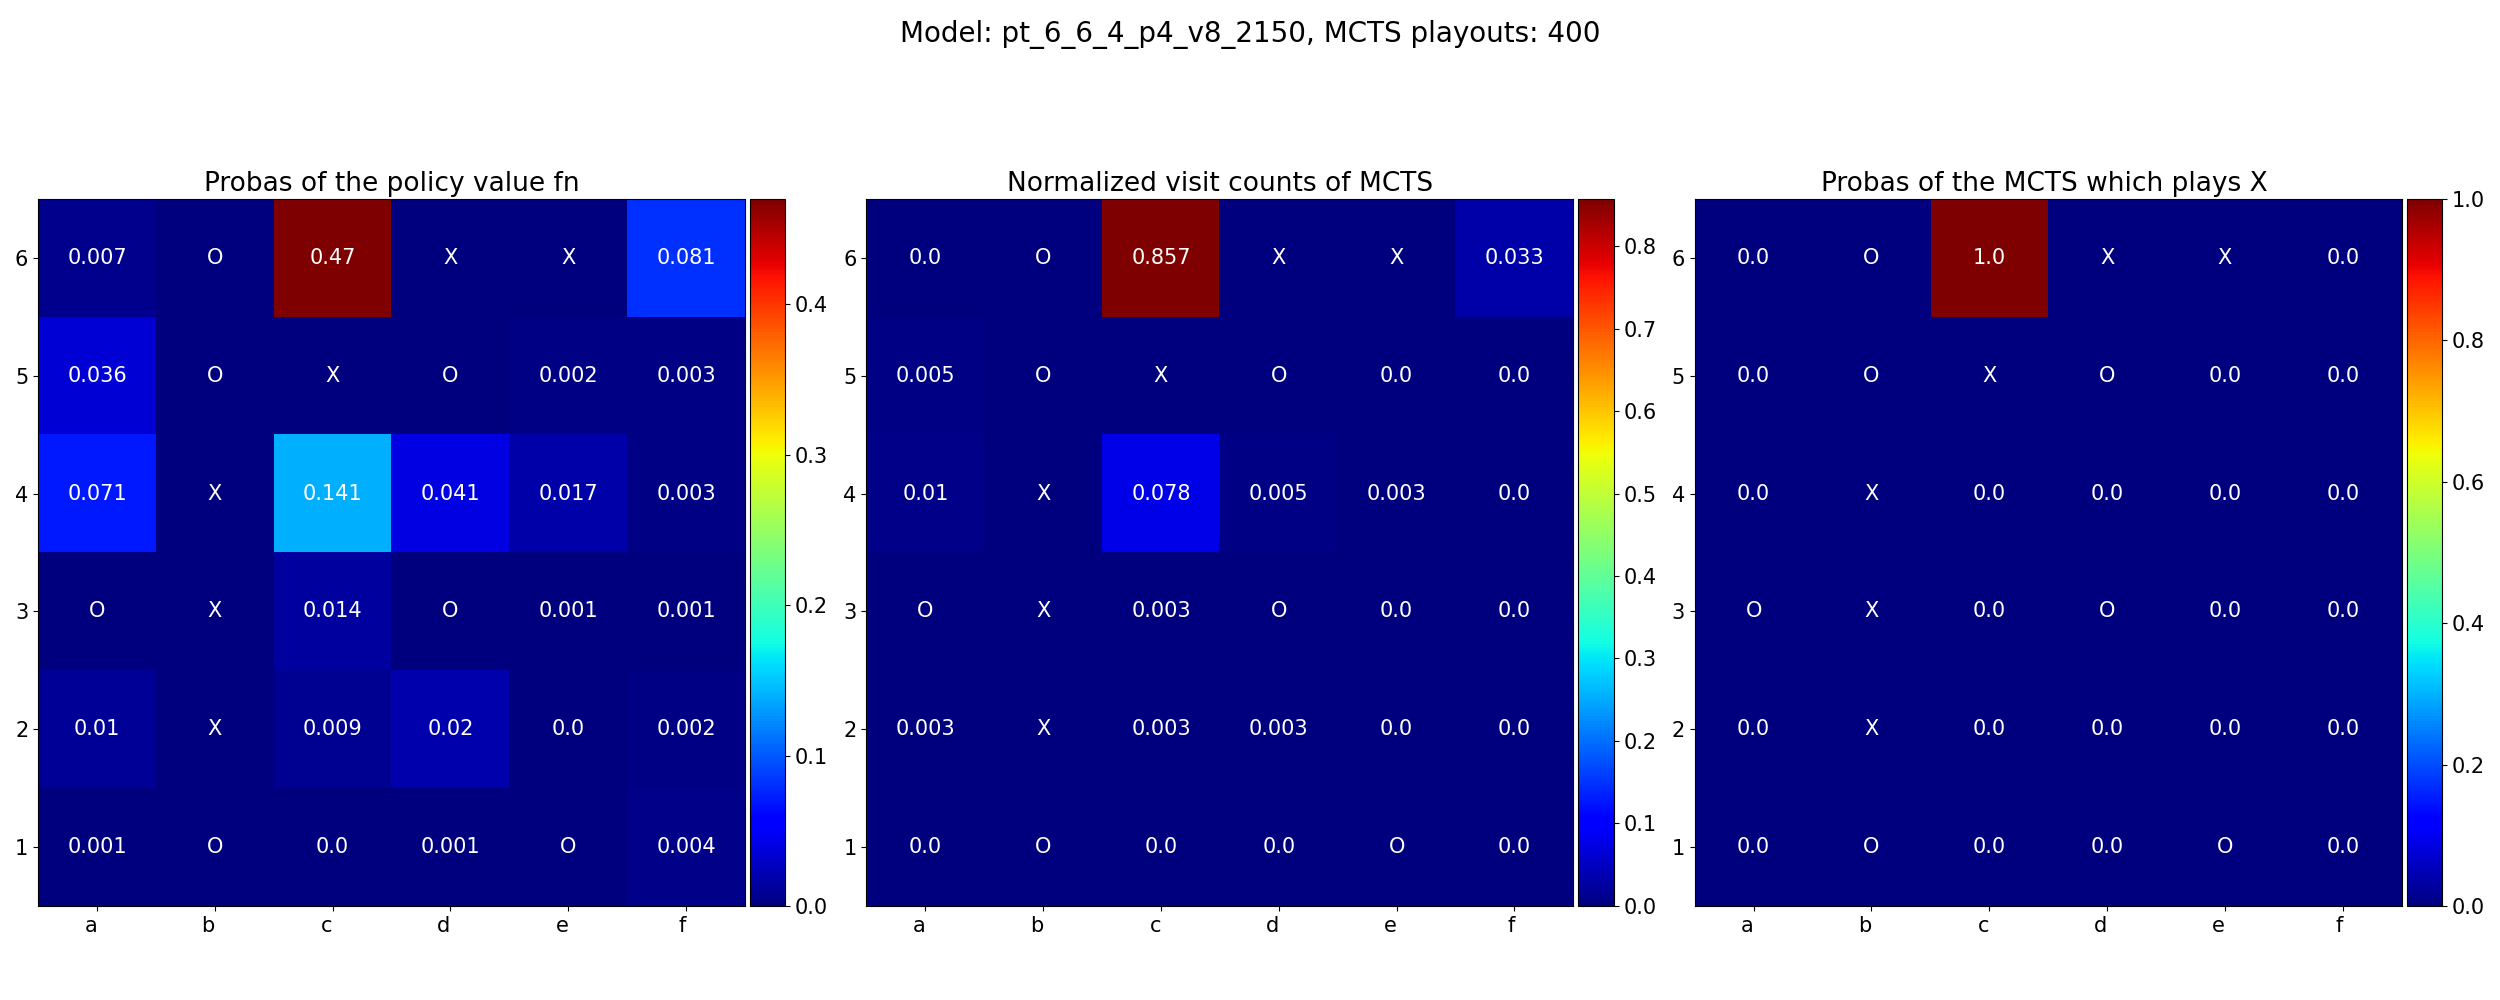 Model: pt_6_6_4_p4_v8_2150, MCTS playouts: 400
Probas of the policy value fn
6 0.007 O 0.47 X X 0.081
5 0.036 O X O 0.002 0.003
4 0.071 X 0.141 0.041 0.017 0.003
3 O X 0.014 O 0.001 0.001
2 0.01 X 0.009 0.02 0.0 0.002
1 0.001 O 0.0 0.001 O 0.004
a b c d e f
0.4
0.3
0.2
0.1
0.0
Normalized visit counts of MCTS
6 0.0 O 0.857 X X 0.033
5 0.005 O X O 0.0 0.0
4 0.01 X 0.078 0.005 0.003 0.0
3 O X 0.003 O 0.0 0.0
2 0.003 X 0.003 0.003 0.0 0.0
1 0.0 O 0.0 0.0 O 0.0
a b c d e f
0.8
0.7
0.6
0.5
0.4
0.3
0.2
0.1
0.0
Probas of the MCTS which plays X
6 0.0 O 1.0 X X 0.0
5 0.0 O X O 0.0 0.0
4 0.0 X 0.0 0.0 0.0 0.0
3 O X 0.0 O 0.0 0.0
2 0.0 X 0.0 0.0 0.0 0.0
1 0.0 O 0.0 0.0 O 0.0
a b c d e f
1.0
0.8
0.6
0.4
0.2
0.0